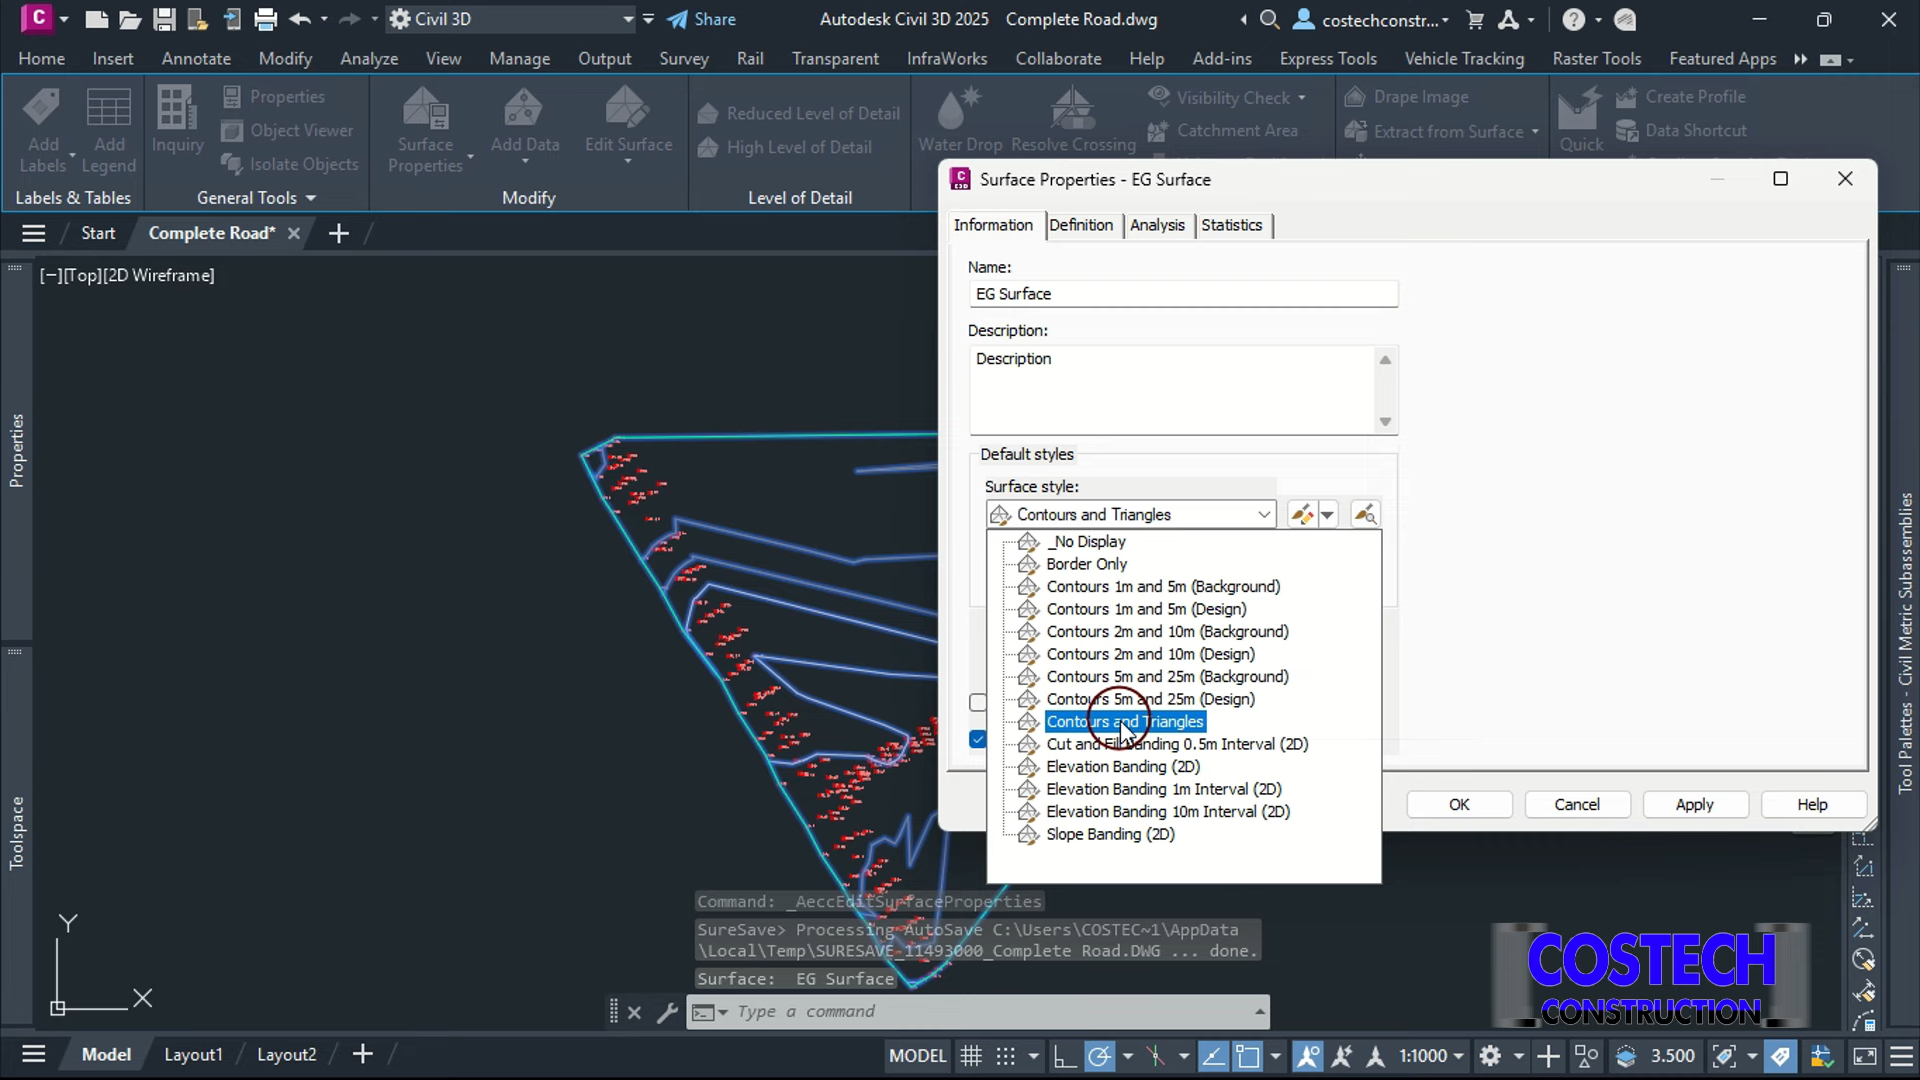 C
Civil 3D
Share
Autodesk Civil 3D 2025 Complete Road.dwg
costechconstr...
Home Insert Annotate Modify Analyze View Manage Output Survey Rail Transparent InfraWorks Collaborate Help Add-ins Express Tools Vehicle Tracking Raster Tools Featured Apps
Add Labels
Add Legend
Labels & Tables
Inquiry
Properties
Object Viewer
Isolate Objects
General Tools
Surface Properties
Add Data
Edit Surface
Modify
Reduced Level of Detail
High Level of Detail
Level of Detail
Water Drop
Resolve Crossing
Visibility Check
Catchment Area
Drape Image
Extract from Surface
Quick
Create Profile
Data Shortcut
Start
Complete Road*
[−][Top][2D Wireframe]
Properties
Toolspace
Surface Properties - EG Surface
Information Definition Analysis Statistics
Name:
EG Surface
Description:
Description
Default styles
Surface style:
Contours and Triangles
_No Display
Border Only
Contours 1m and 5m (Background)
Contours 1m and 5m (Design)
Contours 2m and 10m (Background)
Contours 2m and 10m (Design)
Contours 5m and 25m (Background)
Contours 5m and 25m (Design)
Contours and Triangles
Cut and Fill Banding 0.5m Interval (2D)
Elevation Banding (2D)
Elevation Banding 1m Interval (2D)
Elevation Banding 10m Interval (2D)
Slope Banding (2D)
OK Cancel Apply Help
Tool Palettes - Civil Metric Subassemblies
Command: _AeccEditSurfaceProperties
SureSave> Processing AutoSave C:\Users\COSTEC~1\AppData
\Local\Temp\SURESAVE_11493000_Complete Road.DWG ... done.
Surface: EG Surface
Type a command
Y
X
COSTECH
CONSTRUCTION
Model Layout1 Layout2
MODEL
1:1000
3.500